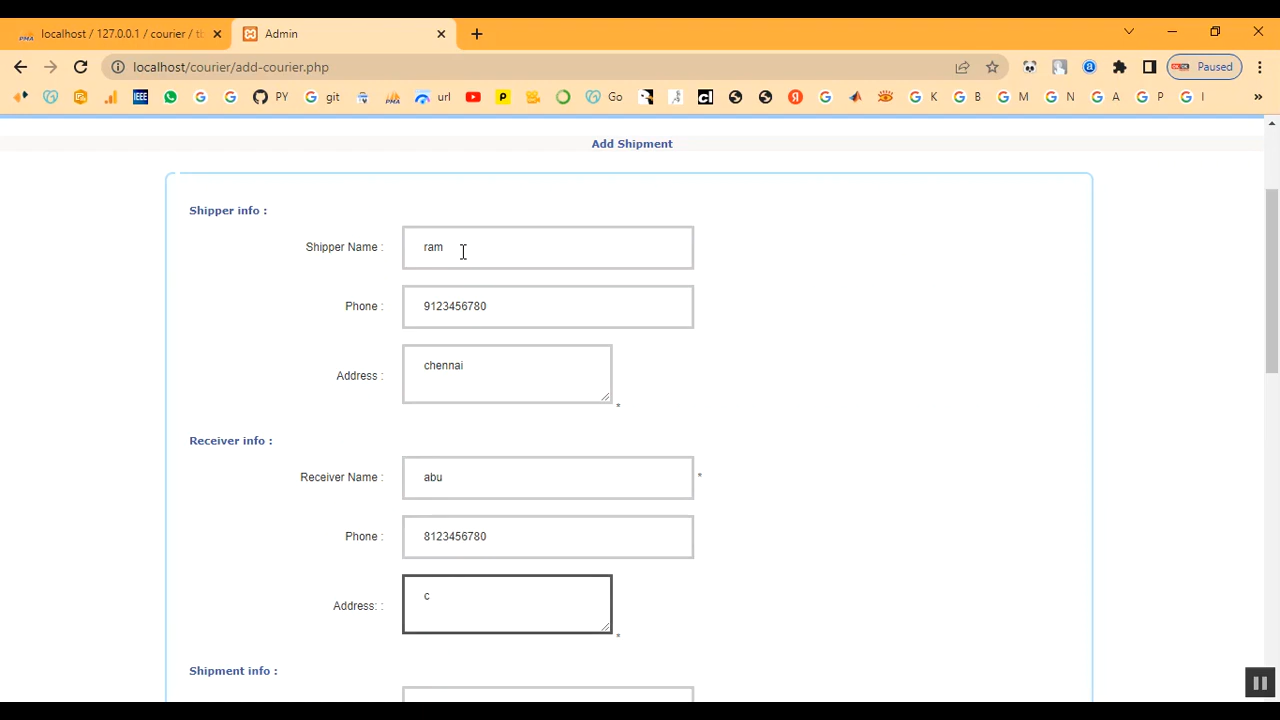 localhost / 127.0.0.1 / courier / tb
Admin
localhost/courier/add-courier.php
Paused
IEEE
PY
git
url
Go
K
B
M
N
A
P
I
Add Shipment
Shipper info :
Shipper Name :
ram
Phone :
9123456780
Address :
chennai
*
Receiver info :
Receiver Name :
abu
*
Phone :
8123456780
Address: :
c
*
Shipment info :